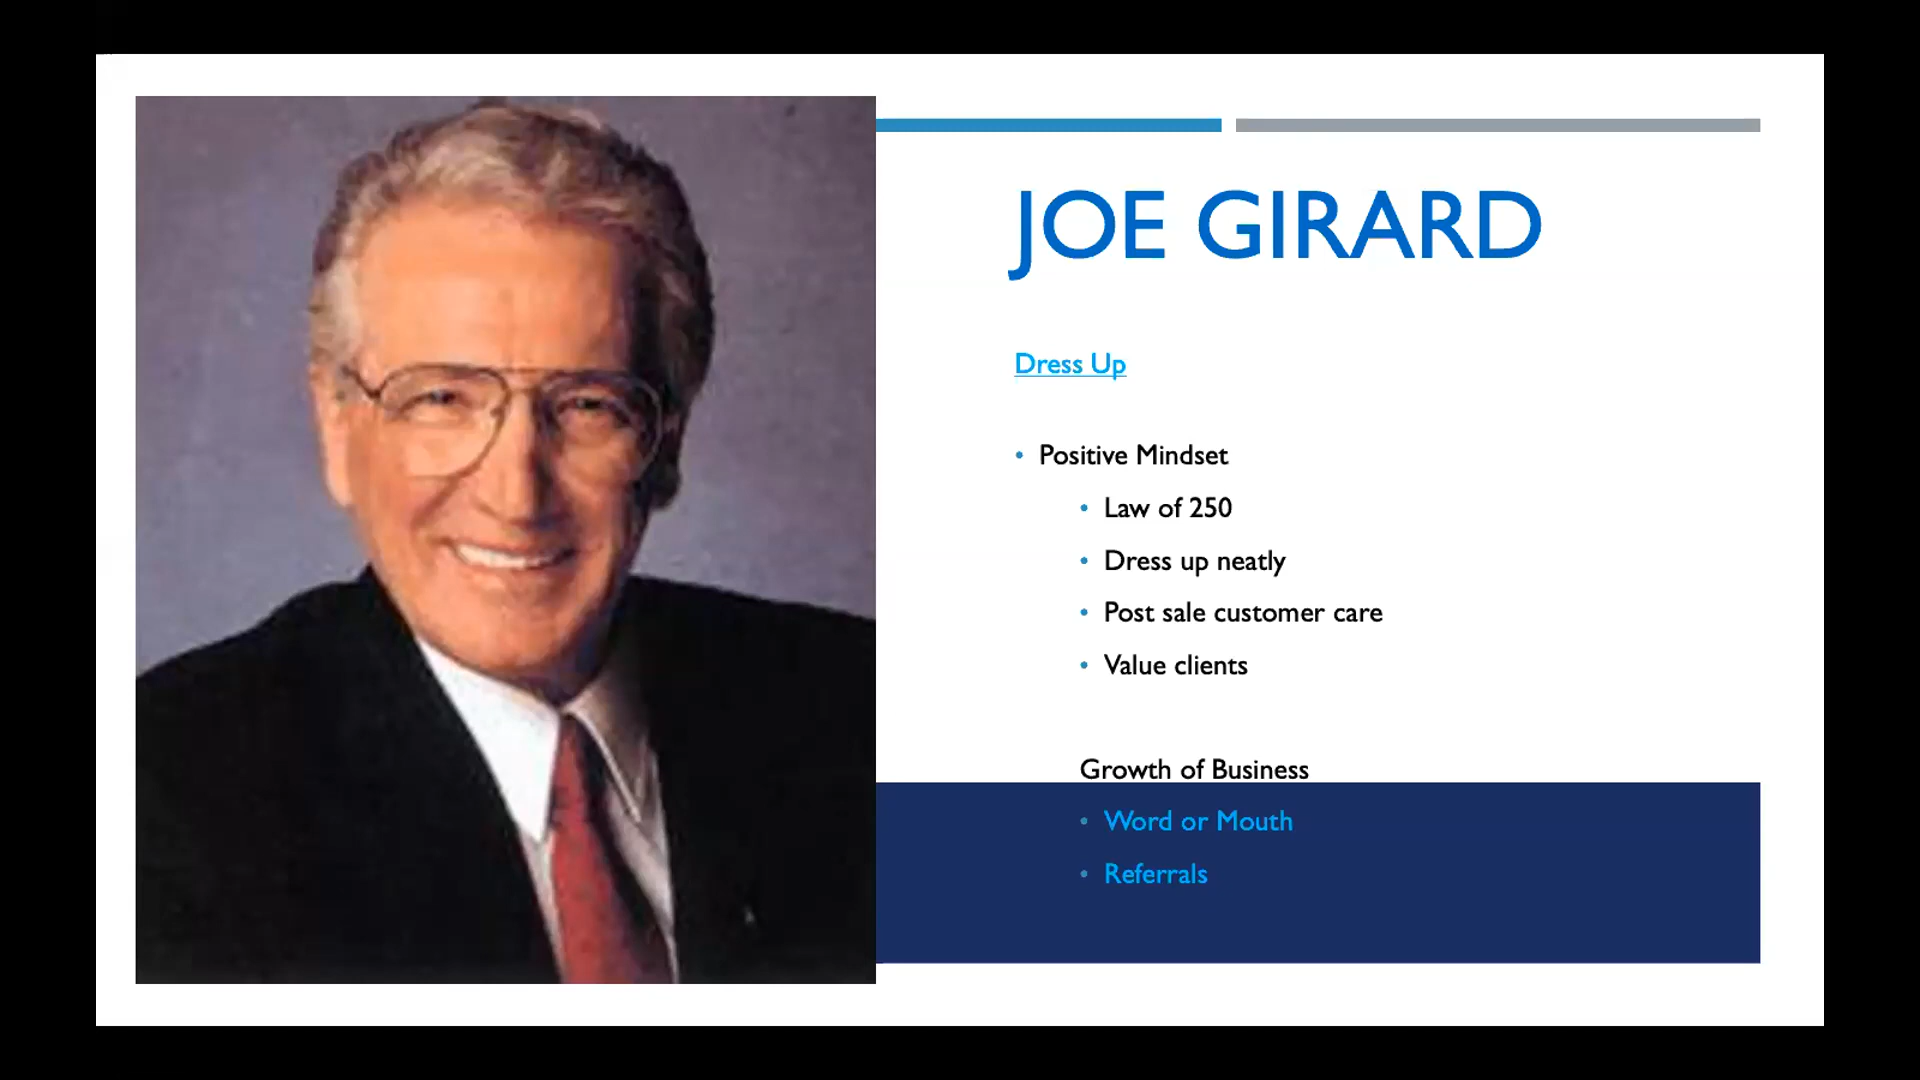 JOE GIRARD
Dress Up
• Positive Mindset
• Law of 250
• Dress up neatly
• Post sale customer care
• Value clients
Growth of Business
• Word or Mouth
• Referrals